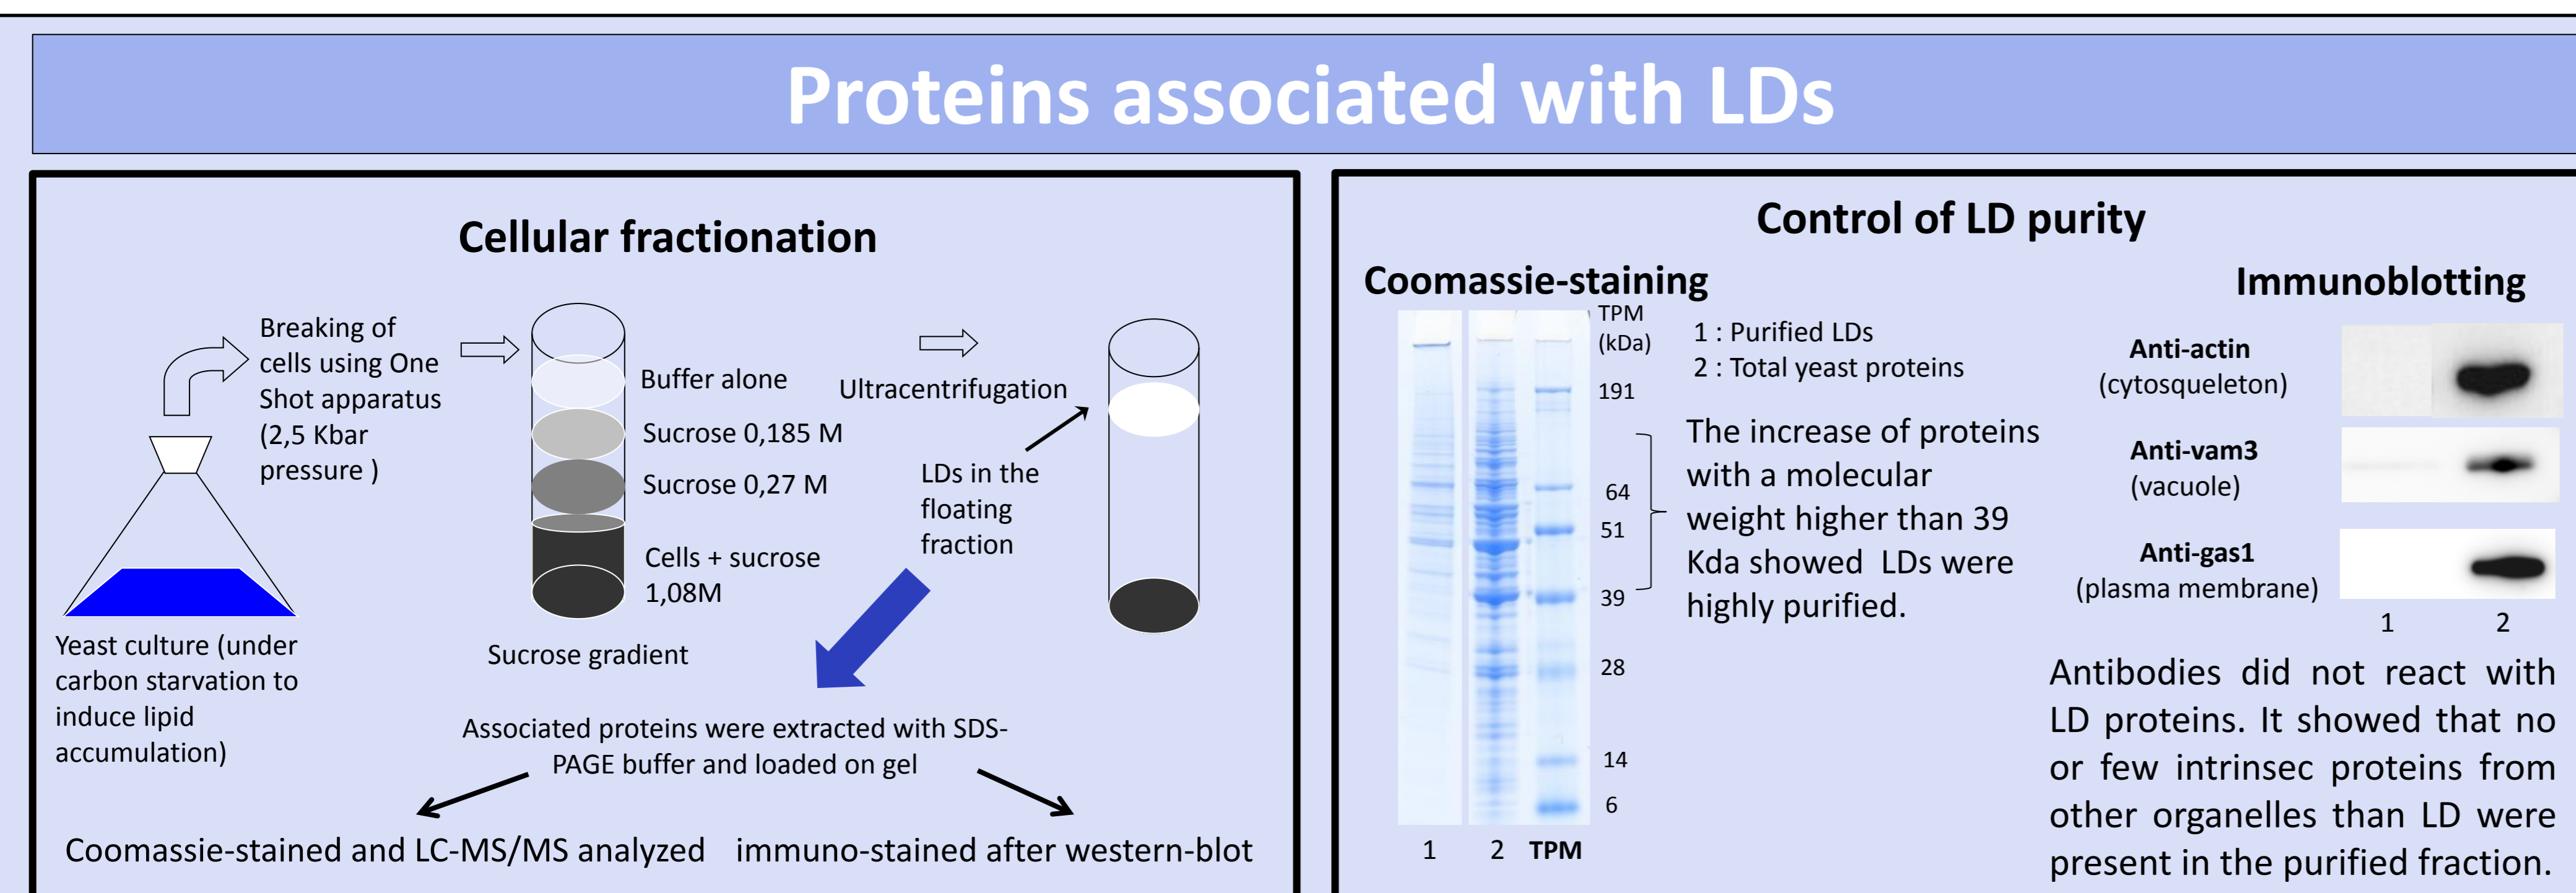 Proteins associated with LDs
Cellular fractionation
Breaking of
cells using One
Shot apparatus
(2,5 Kbar
pressure )
Buffer alone
Sucrose 0,185 M
Sucrose 0,27 M
Cells + sucrose
1,08M
Sucrose gradient
Ultracentrifugation
LDs in the
floating
fraction
Yeast culture (under
carbon starvation to
induce lipid
accumulation)
Associated proteins were extracted with SDS-
PAGE buffer and loaded on gel
Coomassie-stained and LC-MS/MS analyzed
immuno-stained after western-blot
Control of LD purity
Coomassie-staining
TPM
(kDa)
191
64
51
39
28
14
6
1
2
TPM
1 : Purified LDs
2 : Total yeast proteins
The increase of proteins
with a molecular
weight higher than 39
Kda showed LDs were
highly purified.
Immunoblotting
Anti-actin
(cytosqueleton)
Anti-vam3
(vacuole)
Anti-gas1
(plasma membrane)
1
2
Antibodies did not react with
LD proteins. It showed that no
or few intrinsec proteins from
other organelles than LD were
present in the purified fraction.